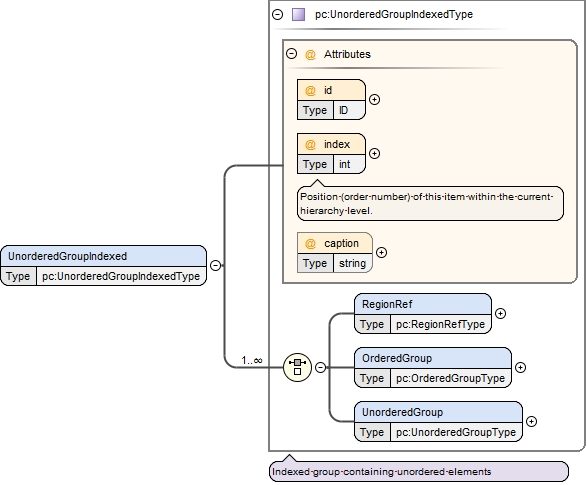 pc:UnorderedGroupIndexedType
@ Attributes
@ id
Type ID
@ index
Type int
Position (order number) of this item within the current
hierarchy level.
@ caption
Type string
UnorderedGroupIndexed
Type pc:UnorderedGroupIndexedType
1..∞
RegionRef
Type pc:RegionRefType
OrderedGroup
Type pc:OrderedGroupType
UnorderedGroup
Type pc:UnorderedGroupType
Indexed group containing unordered elements